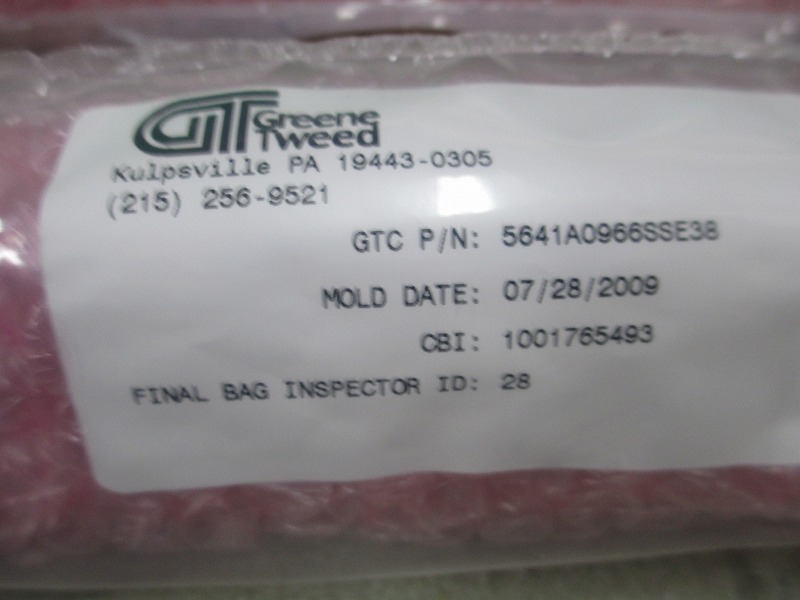 GT Greene
Tweed
Kulpsville PA 19443-0305
(215) 256-9521
GTC P/N: 5641A0966SSE38
MOLD DATE: 07/28/2009
CBI: 1001765493
FINAL BAG INSPECTOR ID: 28